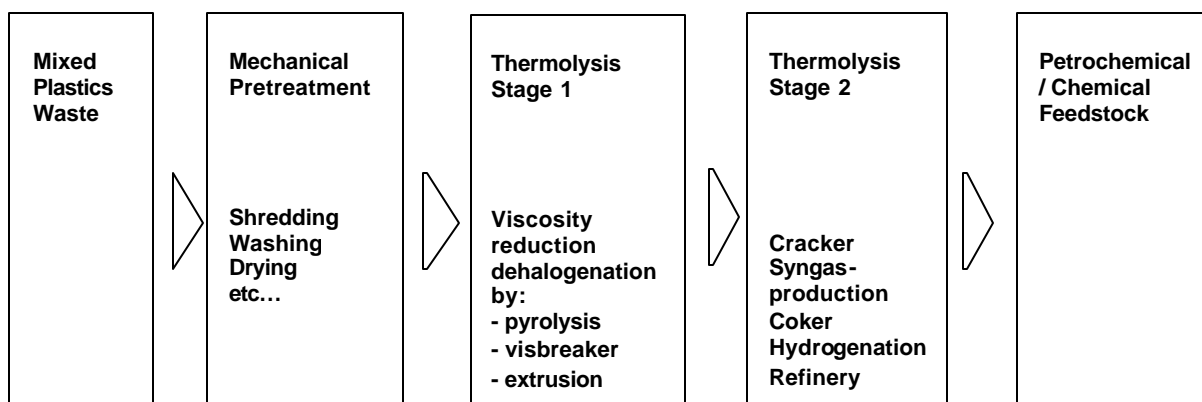 Mixed
Plastics
Waste
Mechanical
Pretreatment
Shredding
Washing
Drying
etc…
Thermolysis
Stage 1
Viscosity
reduction
dehalogenation
by:
- pyrolysis
- visbreaker
- extrusion
Thermolysis
Stage 2
Cracker
Syngas-
production
Coker
Hydrogenation
Refinery
Petrochemical
/ Chemical
Feedstock